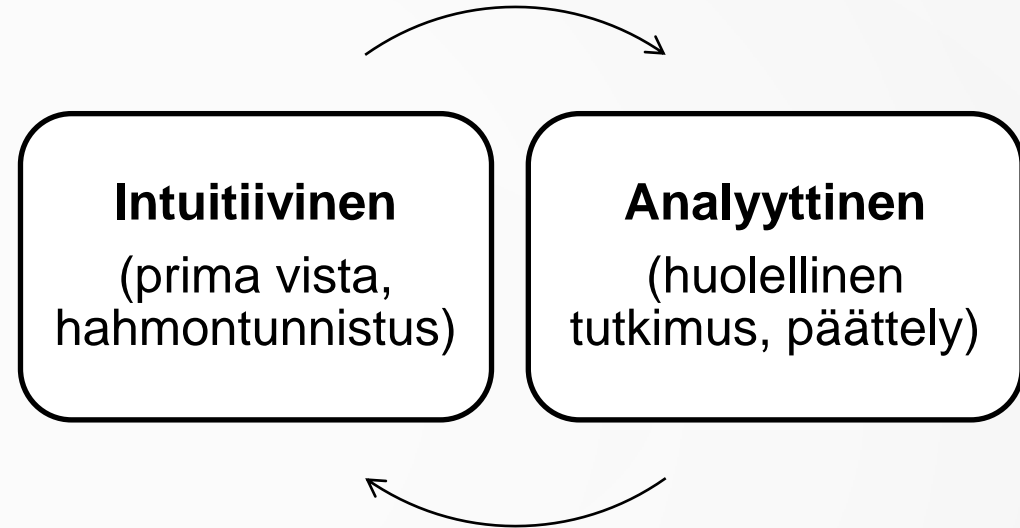 Intuitiivinen
(prima vista,
hahmontunnistus)
Analyyttinen
(huolellinen
tutkimus, päättely)